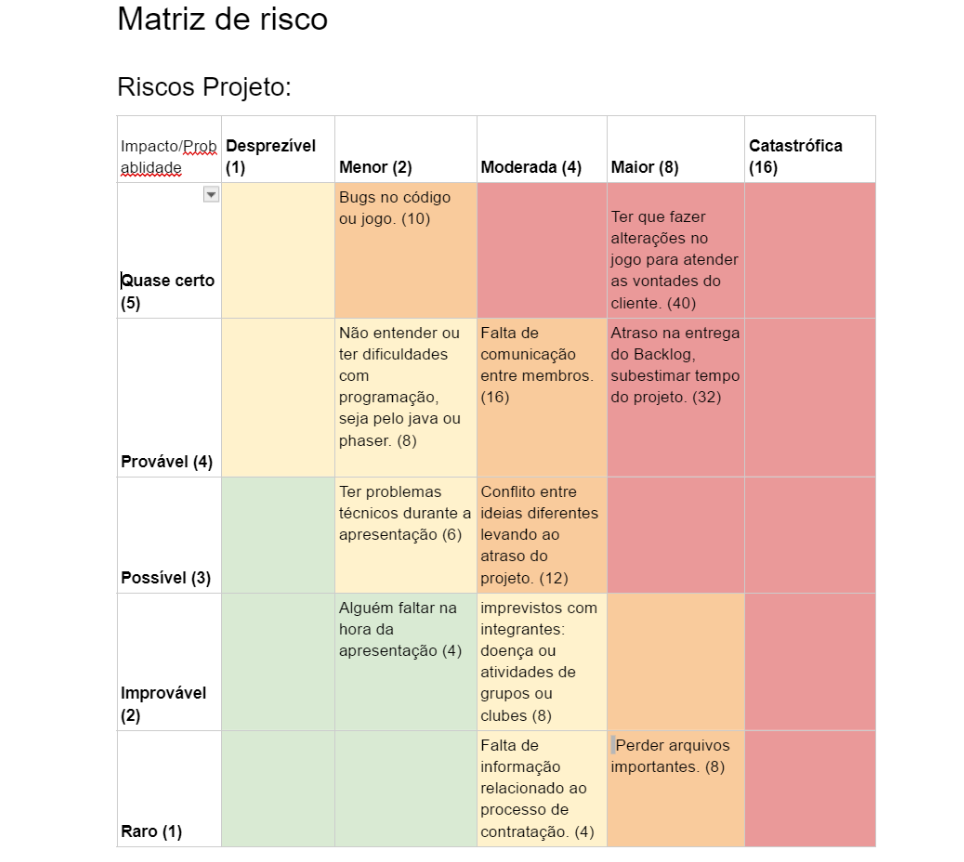 Matriz de risco
Riscos Projeto:
Impacto/Prob
ablidade
Desprezível
(1)
Menor (2)
Moderada (4)
Maior (8)
Catastrófica
(16)
Quase certo
(5)
Bugs no código
ou jogo. (10)
Ter que fazer
alterações no
jogo para atender
as vontades do
cliente. (40)
Provável (4)
Não entender ou
ter dificuldades
com
programação,
seja pelo java ou
phaser. (8)
Falta de
comunicação
entre membros.
(16)
Atraso na entrega
do Backlog,
subestimar tempo
do projeto. (32)
Possível (3)
Ter problemas
técnicos durante a
apresentação (6)
Conflito entre
ideias diferentes
levando ao
atraso do
projeto. (12)
Improvável
(2)
Alguém faltar na
hora da
apresentação (4)
imprevistos com
integrantes:
doença ou
atividades de
grupos ou
clubes (8)
Raro (1)
Falta de
informação
relacionado ao
processo de
contratação. (4)
Perder arquivos
importantes. (8)